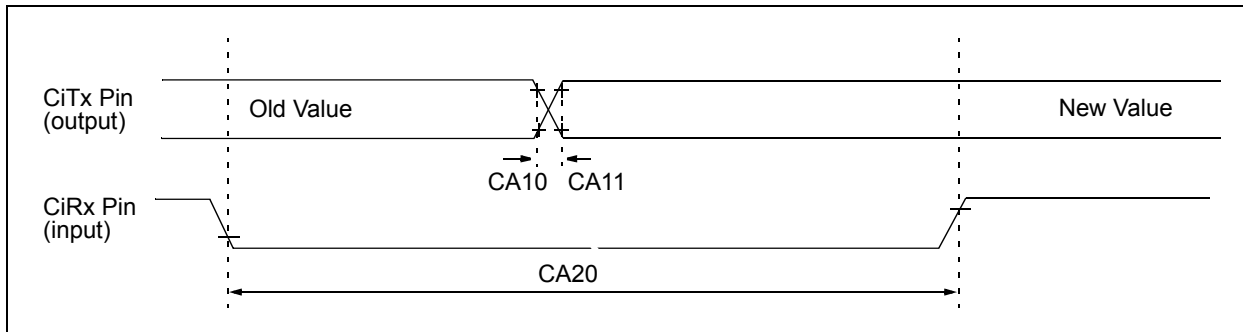 CiTx Pin
(output)
Old Value
New Value
CA10 CA11
CiRx Pin
(input)
CA20